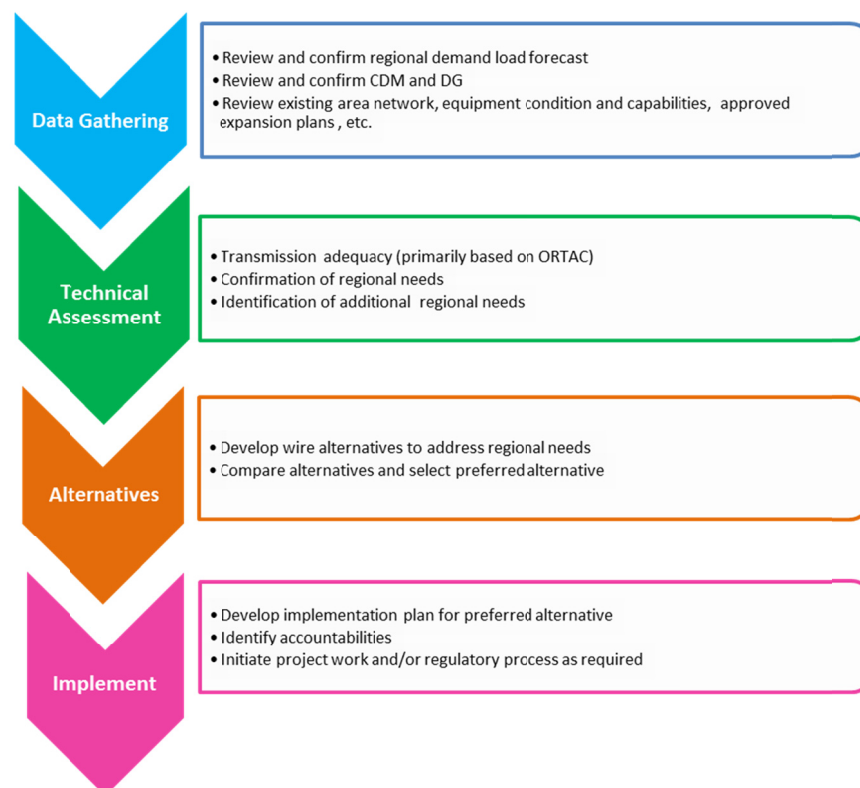 Data Gathering
• Review and confirm regional demand load forecast
• Review and confirm CDM and DG
• Review existing area network, equipment condition and capabilities, approved
expansion plans , etc.
Technical
Assessment
• Transmission adequacy (primarily based on ORTAC)
• Confirmation of regional needs
• Identification of additional regional needs
Alternatives
• Develop wire alternatives to address regional needs
• Compare alternatives and select preferred alternative
Implement
• Develop implementation plan for preferred alternative
• Identify accountabilities
• Initiate project work and/or regulatory process as required